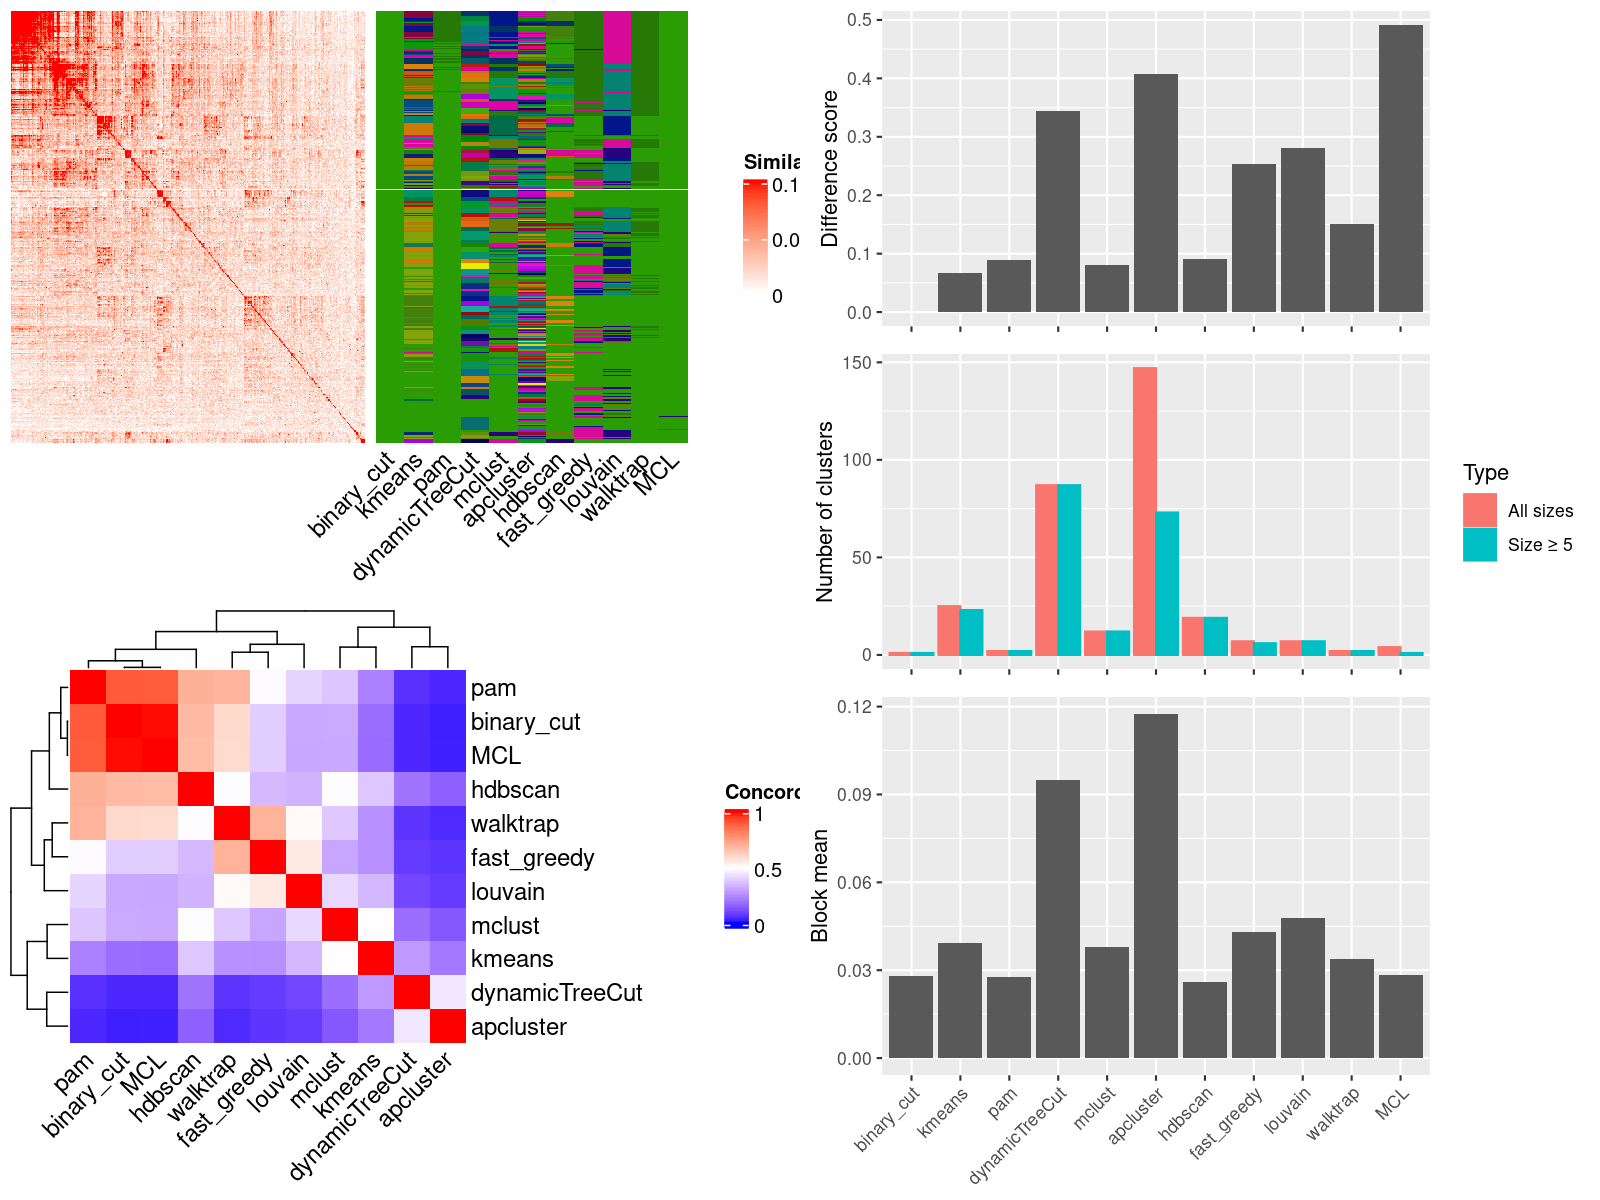 Simila
0.1
0.0
0
binary_cut
kmeans
pam
dynamicTreeCut
mclust
apcluster
hdbscan
fast_greedy
louvain
walktrap
MCL
pam
binary_cut
MCL
hdbscan
walktrap
fast_greedy
louvain
mclust
kmeans
dynamicTreeCut
apcluster
pam
binary_cut
MCL
hdbscan
walktrap
fast_greedy
louvain
mclust
kmeans
dynamicTreeCut
apcluster
Concord
1
0.5
0
Difference score
0.5
0.4
0.3
0.2
0.1
0.0
Number of clusters
150
100
50
0
Type
All sizes
Size ≥ 5
Block mean
0.12
0.09
0.06
0.03
0.00
binary_cut
kmeans
pam
dynamicTreeCut
mclust
apcluster
hdbscan
fast_greedy
louvain
walktrap
MCL